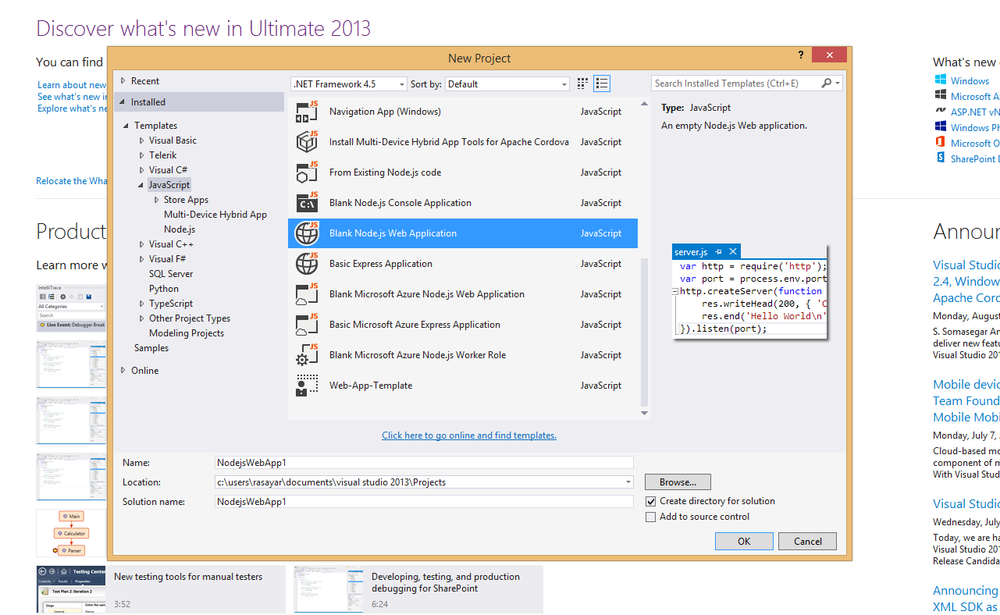 Discover what's new in Ultimate 2013
You can find
Learn about new
See what's new in
Explore what's ne
Relocate the Wha
Product
Learn more w
IntelliTrace
All Categories
Search
Live Event: Debugger Break
Main
Calculator
Parser
Testing Center
Contents Results Properties
Test Plan 2: Iteration 2
Steps
General
Enter the nam
Name:
New testing tools for manual testers
3:52
Developing, testing, and production
debugging for SharePoint
6:24
New Project
?
Recent
Installed
Templates
Visual Basic
Telerik
Visual C#
JavaScript
Store Apps
Multi-Device Hybrid App
Node.js
Visual C++
Visual F#
SQL Server
Python
TypeScript
Other Project Types
Modeling Projects
Samples
Online
.NET Framework 4.5 Sort by: Default
Search Installed Templates (Ctrl+E)
JS Navigation App (Windows) JavaScript
JS Install Multi-Device Hybrid App Tools for Apache Cordova JavaScript
JS From Existing Node.js code JavaScript
JS C:\ Blank Node.js Console Application JavaScript
JS Blank Node.js Web Application JavaScript
JS Basic Express Application JavaScript
JS Blank Microsoft Azure Node.js Web Application JavaScript
JS Basic Microsoft Azure Express Application JavaScript
JS Blank Microsoft Azure Node.js Worker Role JavaScript
Web-App-Template JavaScript
Click here to go online and find templates.
Type: JavaScript
An empty Node.js Web application.
server.js
var http = require('http');
var port = process.env.port
http.createServer(function
res.writeHead(200, { 'C
res.end('Hello World\n'
}).listen(port);
Name: NodejsWebApp1
Location: c:\users\rasayar\documents\visual studio 2013\Projects
Browse...
Solution name: NodejsWebApp1
Create directory for solution
Add to source control
OK
Cancel
What's new
Windows
Microsoft A
ASP.NET vN
Windows Ph
Microsoft O
SharePoint D
Announ
Visual Studio
2.4, Window
Apache Cord
Monday, August
S. Somasegar An
deliver new featu
Visual Studio 201
Mobile devic
Team Found
Mobile Mobi
Monday, July 7,
Cloud-based mo
component of m
With Visual Stud
Visual Studio
Wednesday, July
Today, we are ha
Visual Studio 201
Release Candida
Announcing
XML SDK as